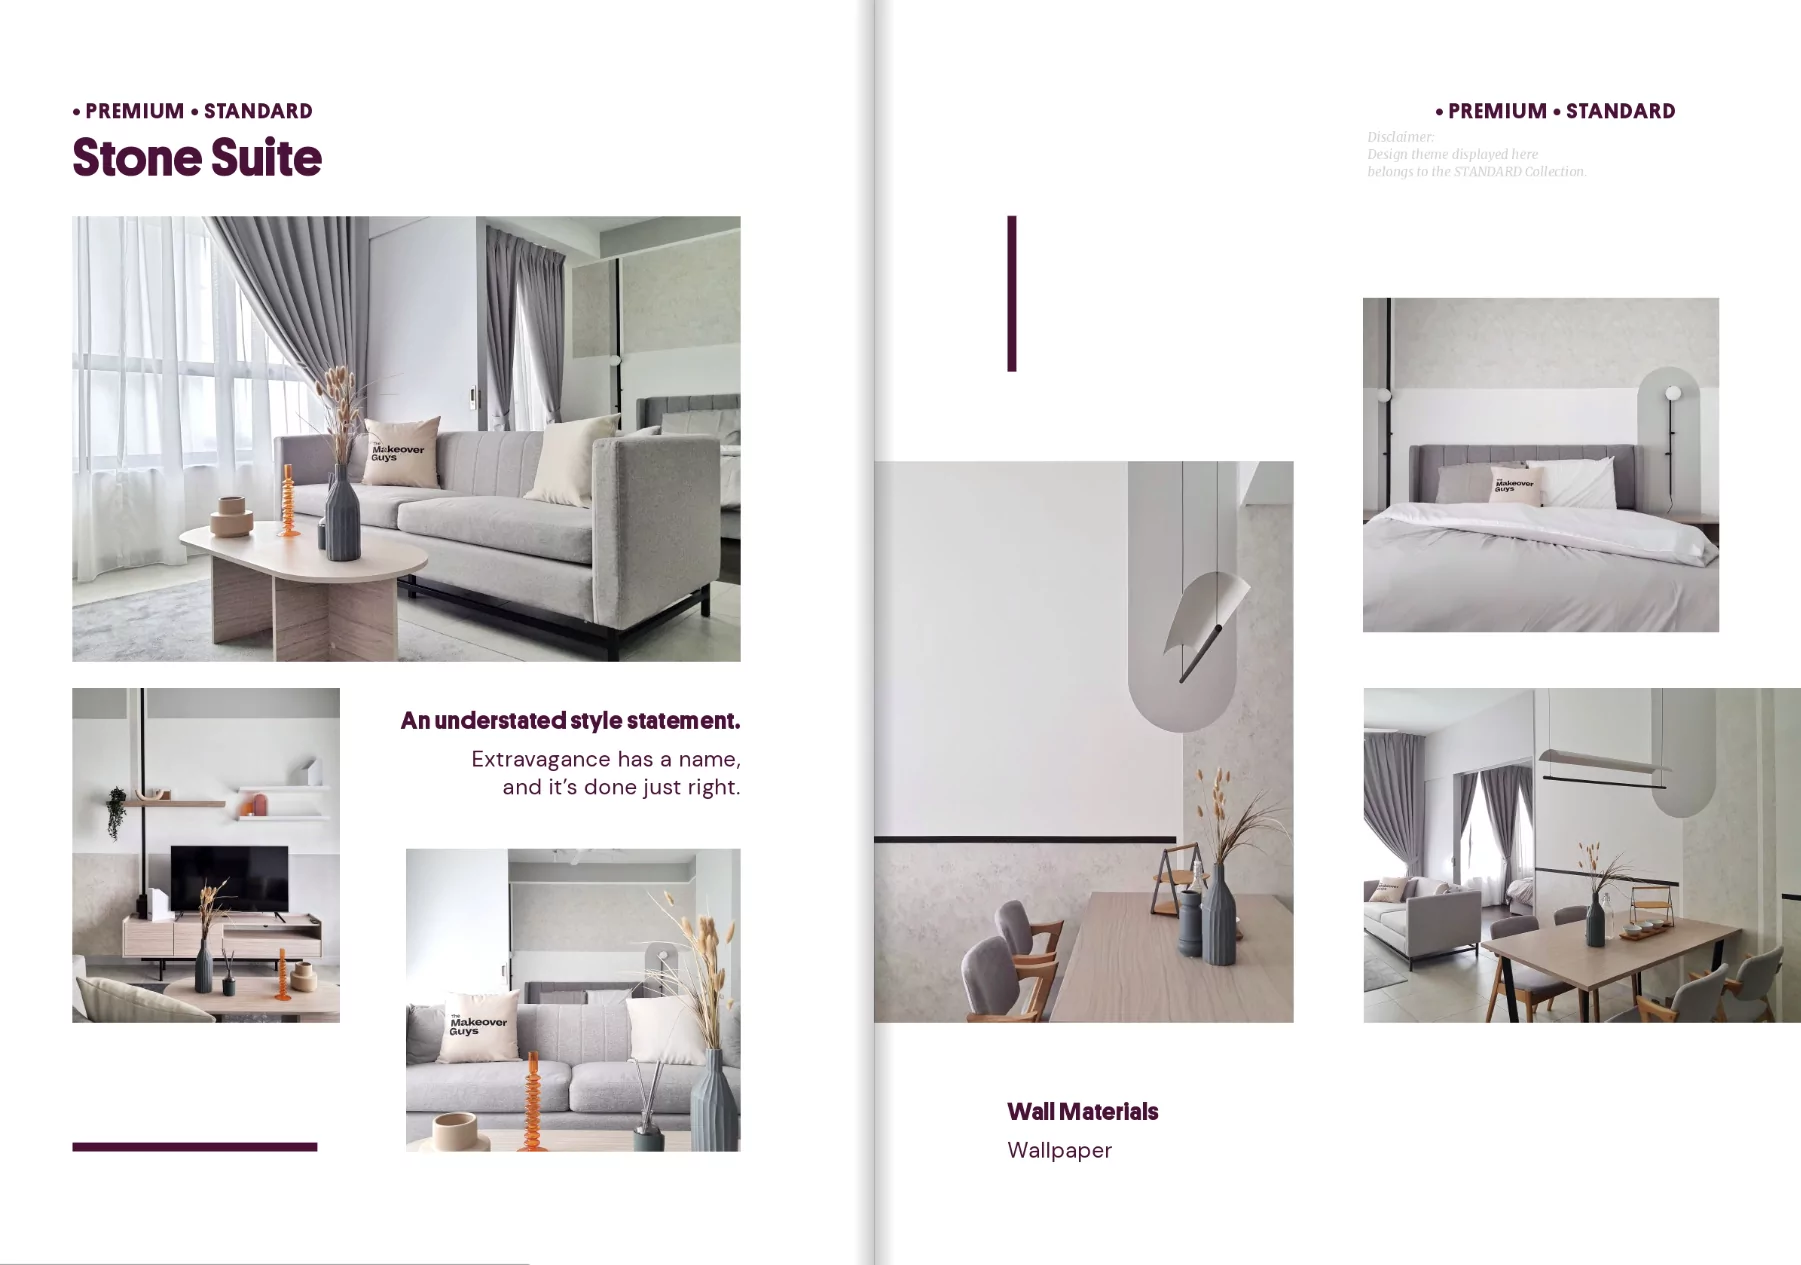 • PREMIUM • STANDARD
Stone Suite
The
Makeover
Guys
An understated style statement.
Extravagance has a name,
and it’s done just right.
the
Makeover
Guys
• PREMIUM • STANDARD
Disclaimer:
Design theme displayed here
belongs to the STANDARD Collection.
the
Makeover
Guys
Wall Materials
Wallpaper